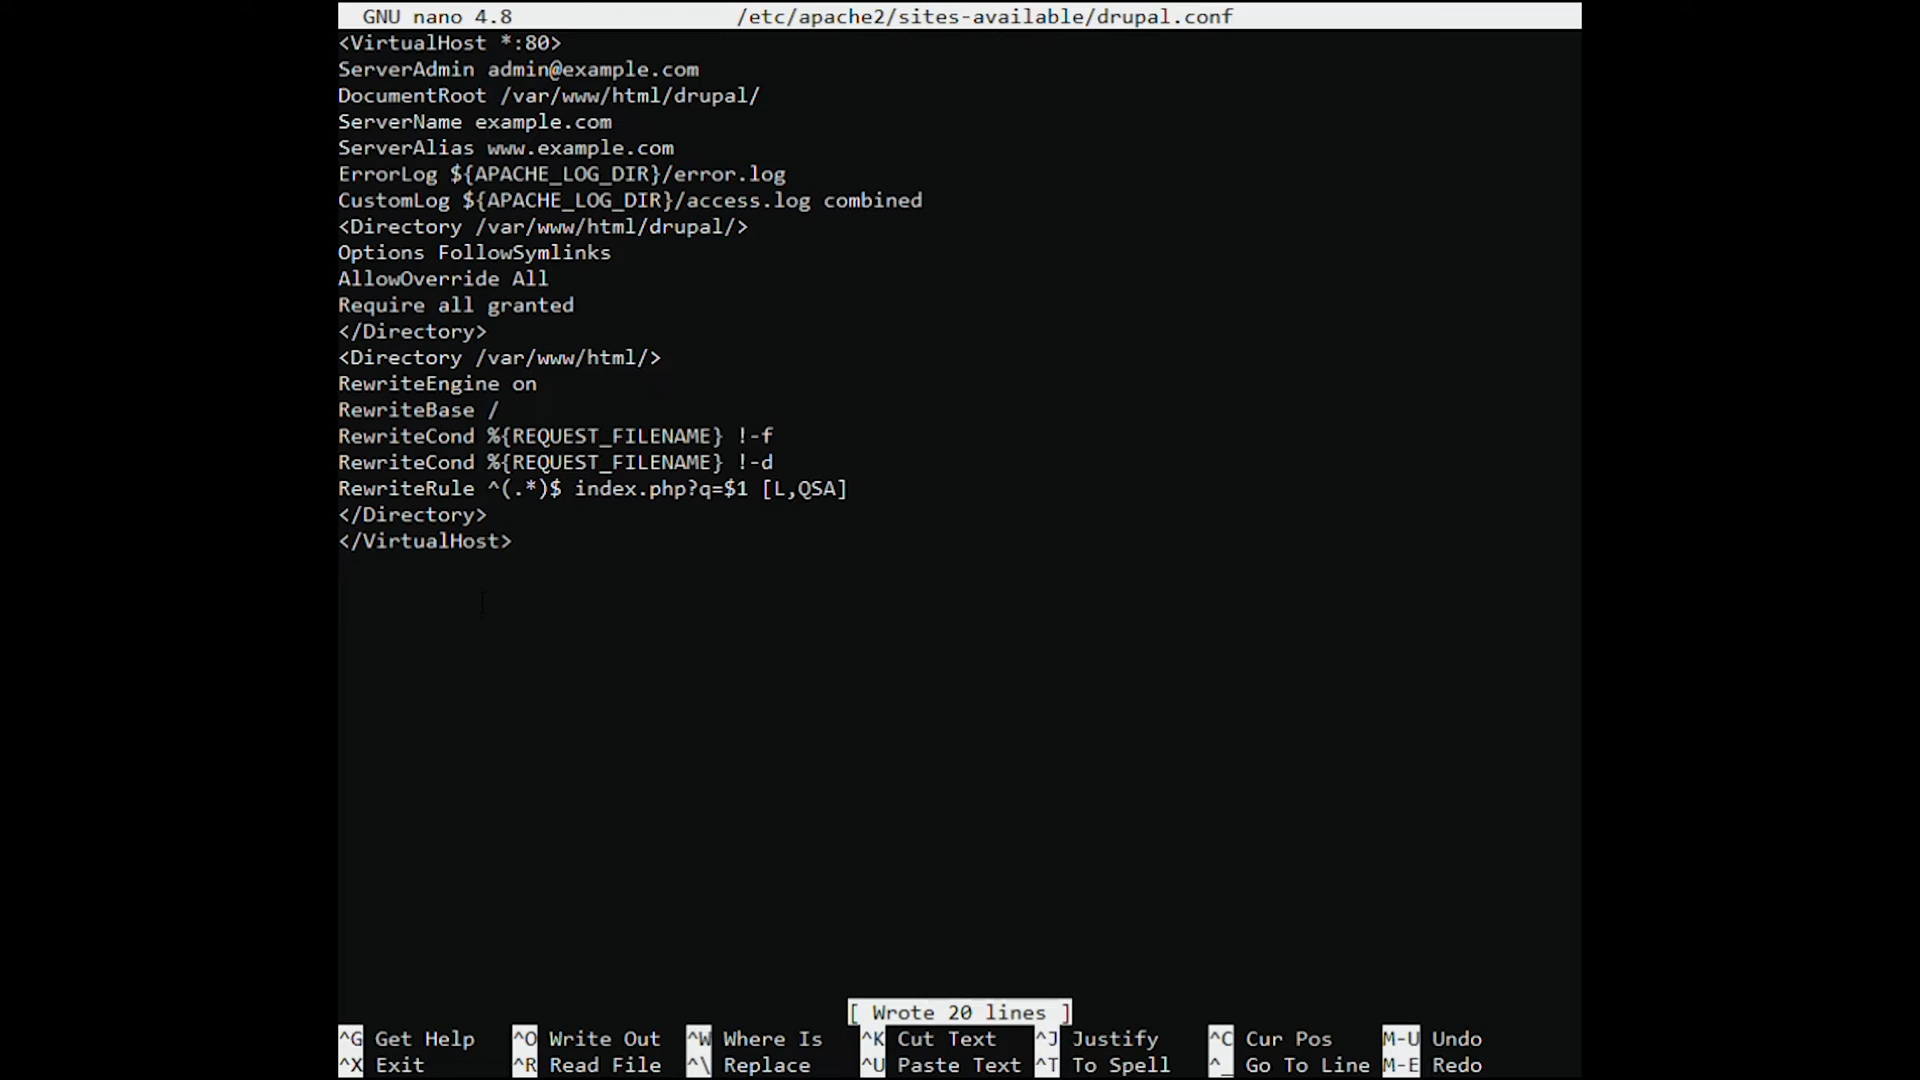 GNU nano 4.8 /etc/apache2/sites-available/drupal.conf
<VirtualHost *:80>
ServerAdmin admin@example.com
DocumentRoot /var/www/html/drupal/
ServerName example.com
ServerAlias www.example.com
ErrorLog ${APACHE_LOG_DIR}/error.log
CustomLog ${APACHE_LOG_DIR}/access.log combined
<Directory /var/www/html/drupal/>
Options FollowSymlinks
AllowOverride All
Require all granted
</Directory>
<Directory /var/www/html/>
RewriteEngine on
RewriteBase /
RewriteCond %{REQUEST_FILENAME} !-f
RewriteCond %{REQUEST_FILENAME} !-d
RewriteRule ^(.*)$ index.php?q=$1 [L,QSA]
</Directory>
</VirtualHost>
[ Wrote 20 lines ]
^G Get Help ^O Write Out ^W Where Is ^K Cut Text ^J Justify ^C Cur Pos M-U Undo
^X Exit ^R Read File ^\ Replace ^U Paste Text ^T To Spell ^_ Go To Line M-E Redo